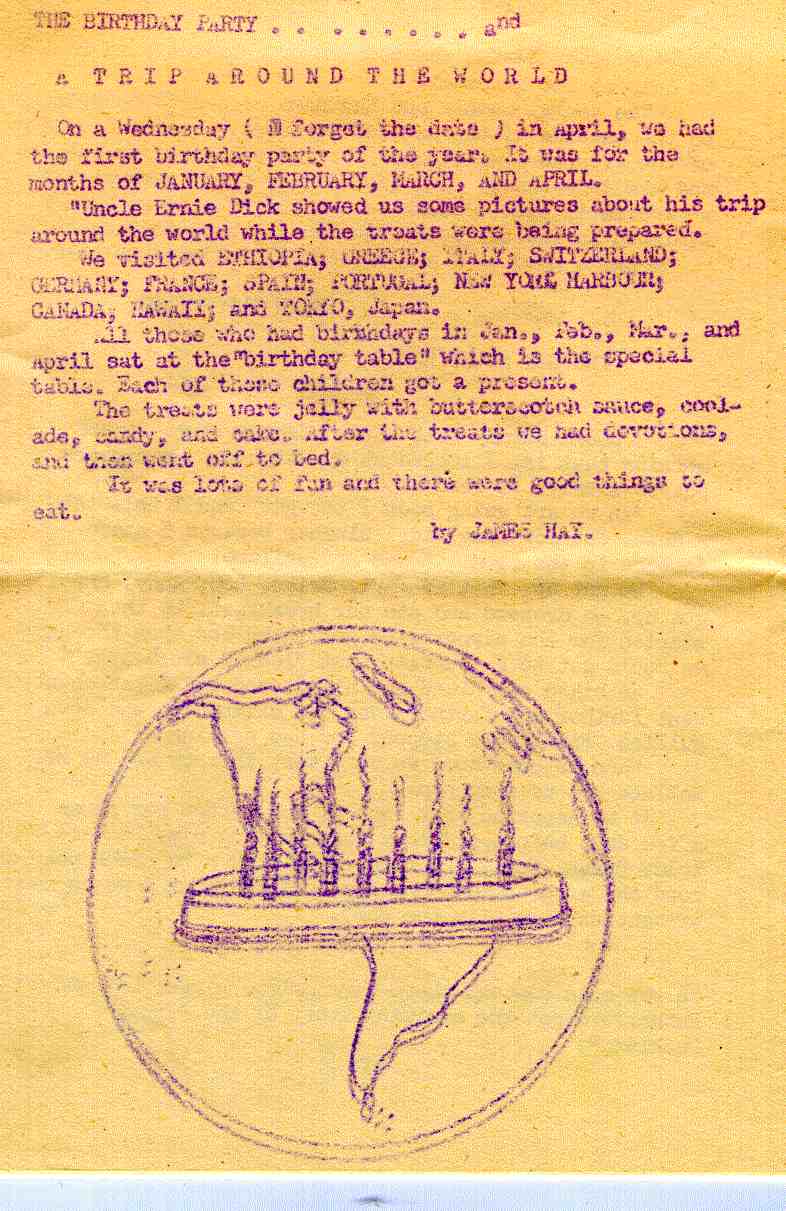 THE BIRTHDAY PARTY . . . . . . . . . and
A TRIP AROUND THE WORLD
On a Wednesday ( I forget the date ) in April, we had
the first birthday party of the year. It was for the
months of JANUARY, FEBRUARY, MARCH, AND APRIL.
"Uncle Ernie Dick showed us some pictures about his trip
around the world while the treats were being prepared.
We visited ETHIOPIA; GREECE; ITALY; SWITZERLAND;
GERMANY; FRANCE; SPAIN; PORTUGAL; NEW YORK HARBOUR;
CANADA; HAWAII; and TOKYO, Japan.
All those who had birthdays in Jan., Feb., Mar., and
April sat at the"birthday table" which is the special
table. Each of these children got a present.
The treats were jelly with butterscotch sauce, cool-
ade, candy, and cake. After the treats we had devotions,
and then went off to bed.
It was lots of fun and there were good things to
eat.
by JAMES HAY.